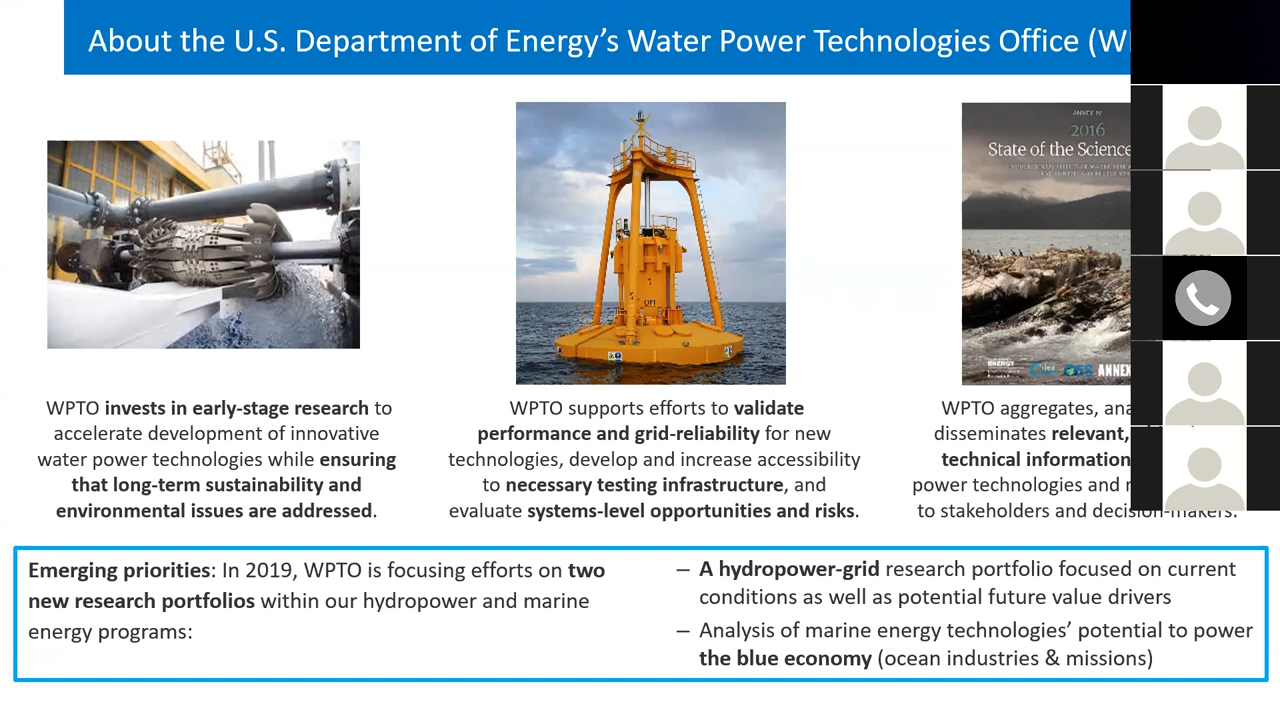 About the U.S. Department of Energy’s Water Power Technologies Office (W
ANNEX IV
2016
State of the Science
OPT
ENERGY
ANNEX
WPTO invests in early-stage research to
accelerate development of innovative
water power technologies while ensuring
that long-term sustainability and
environmental issues are addressed.
WPTO supports efforts to validate
performance and grid-reliability for new
technologies, develop and increase accessibility
to necessary testing infrastructure, and
evaluate systems-level opportunities and risks.
WPTO aggregates, ana
disseminates relevant,
technical information
power technologies and
to stakeholders and decision-makers.
Emerging priorities: In 2019, WPTO is focusing efforts on two
new research portfolios within our hydropower and marine
energy programs:
– A hydropower-grid research portfolio focused on current
conditions as well as potential future value drivers
– Analysis of marine energy technologies’ potential to power
the blue economy (ocean industries & missions)